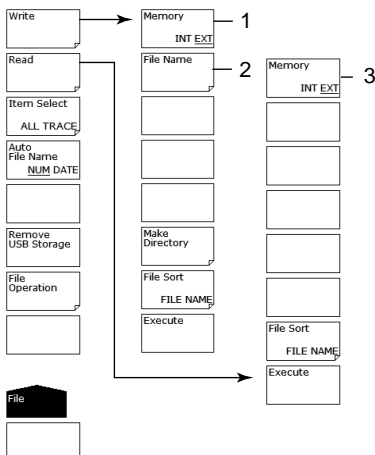 Write
Read
Item Select
ALL TRACE
Auto
File Name
NUM DATE
Remove
USB Storage
File
Operation
File
Memory
INT EXT
1
File Name
2
Make
Directory
File Sort
FILE NAME
Execute
Memory
INT EXT
3
File Sort
FILE NAME
Execute